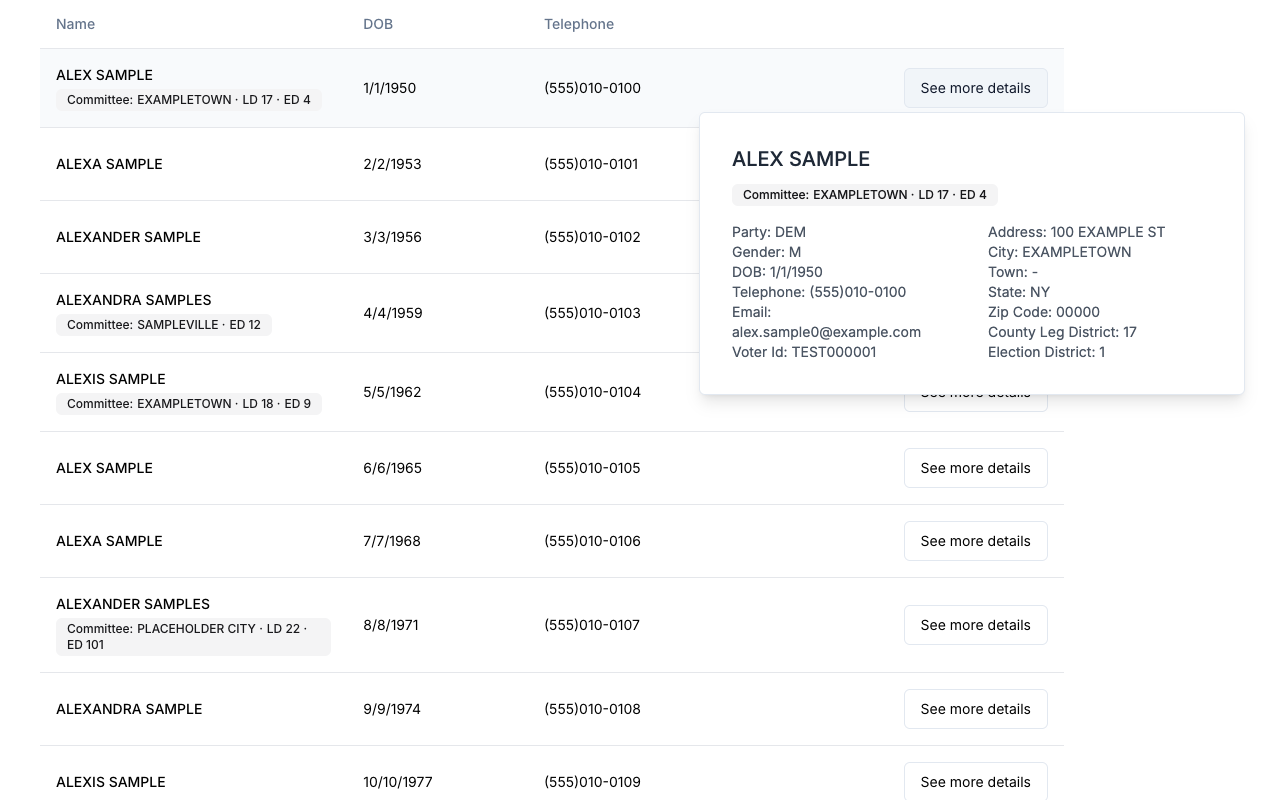 Name DOB Telephone
ALEX SAMPLE
Committee: EXAMPLETOWN · LD 17 · ED 4
1/1/1950 (555)010-0100 See more details
ALEXA SAMPLE 2/2/1953 (555)010-0101
ALEXANDER SAMPLE 3/3/1956 (555)010-0102
ALEXANDRA SAMPLES
Committee: SAMPLEVILLE · ED 12
4/4/1959 (555)010-0103
ALEXIS SAMPLE
Committee: EXAMPLETOWN · LD 18 · ED 9
5/5/1962 (555)010-0104 See more details
ALEX SAMPLE
Committee: EXAMPLETOWN · LD 17 · ED 4
Party: DEM
Gender: M
DOB: 1/1/1950
Telephone: (555)010-0100
Email:
alex.sample0@example.com
Voter Id: TEST000001
Address: 100 EXAMPLE ST
City: EXAMPLETOWN
Town: -
State: NY
Zip Code: 00000
County Leg District: 17
Election District: 1
ALEX SAMPLE 6/6/1965 (555)010-0105 See more details
ALEXA SAMPLE 7/7/1968 (555)010-0106 See more details
ALEXANDER SAMPLES
Committee: PLACEHOLDER CITY · LD 22 ·
ED 101
8/8/1971 (555)010-0107 See more details
ALEXANDRA SAMPLE 9/9/1974 (555)010-0108 See more details
ALEXIS SAMPLE 10/10/1977 (555)010-0109 See more details